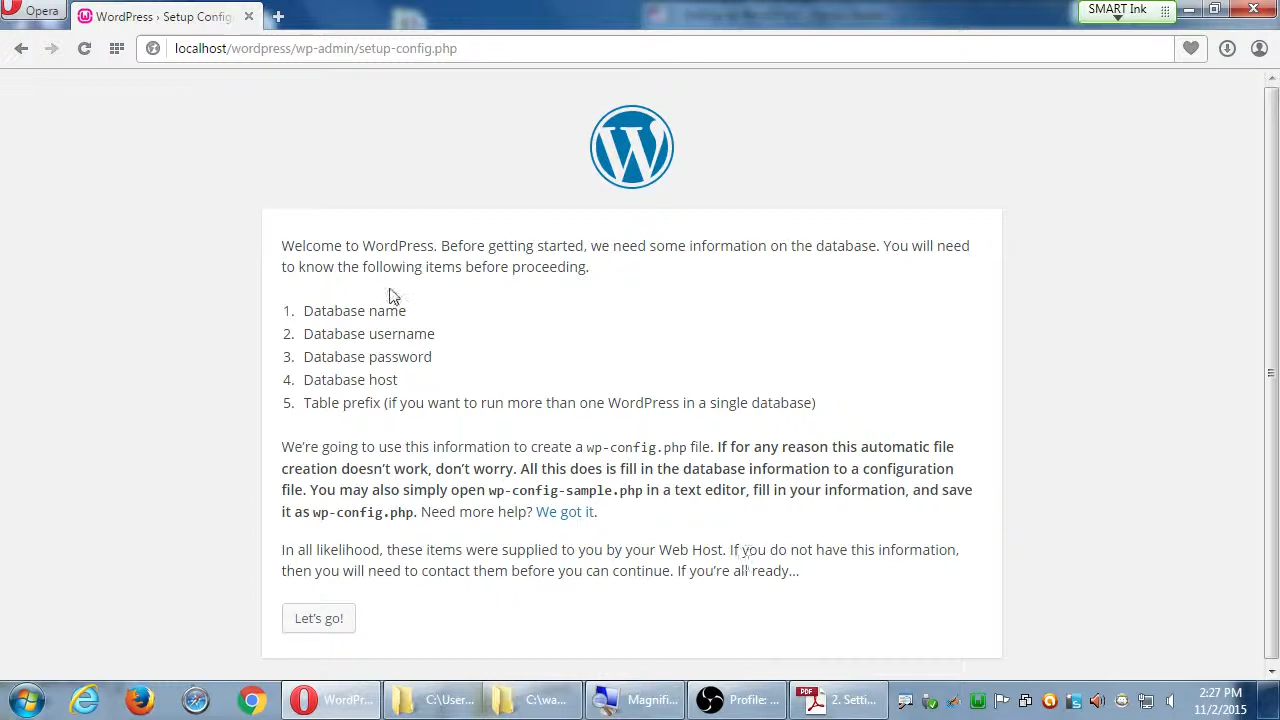 Opera
WordPress › Setup Config
SMART Ink
localhost/wordpress/wp-admin/setup-config.php
Welcome to WordPress. Before getting started, we need some information on the database. You will need
to know the following items before proceeding.
1. Database name
2. Database username
3. Database password
4. Database host
5. Table prefix (if you want to run more than one WordPress in a single database)
We’re going to use this information to create a wp-config.php file. If for any reason this automatic file
creation doesn’t work, don’t worry. All this does is fill in the database information to a configuration
file. You may also simply open wp-config-sample.php in a text editor, fill in your information, and save
it as wp-config.php. Need more help? We got it.
In all likelihood, these items were supplied to you by your Web Host. If you do not have this information,
then you will need to contact them before you can continue. If you’re all ready…
Let’s go!
WordPr...
C:\User...
C:\wa...
Magnifi...
Profile: ...
PDF
2. Setti...
2:27 PM
11/2/2015